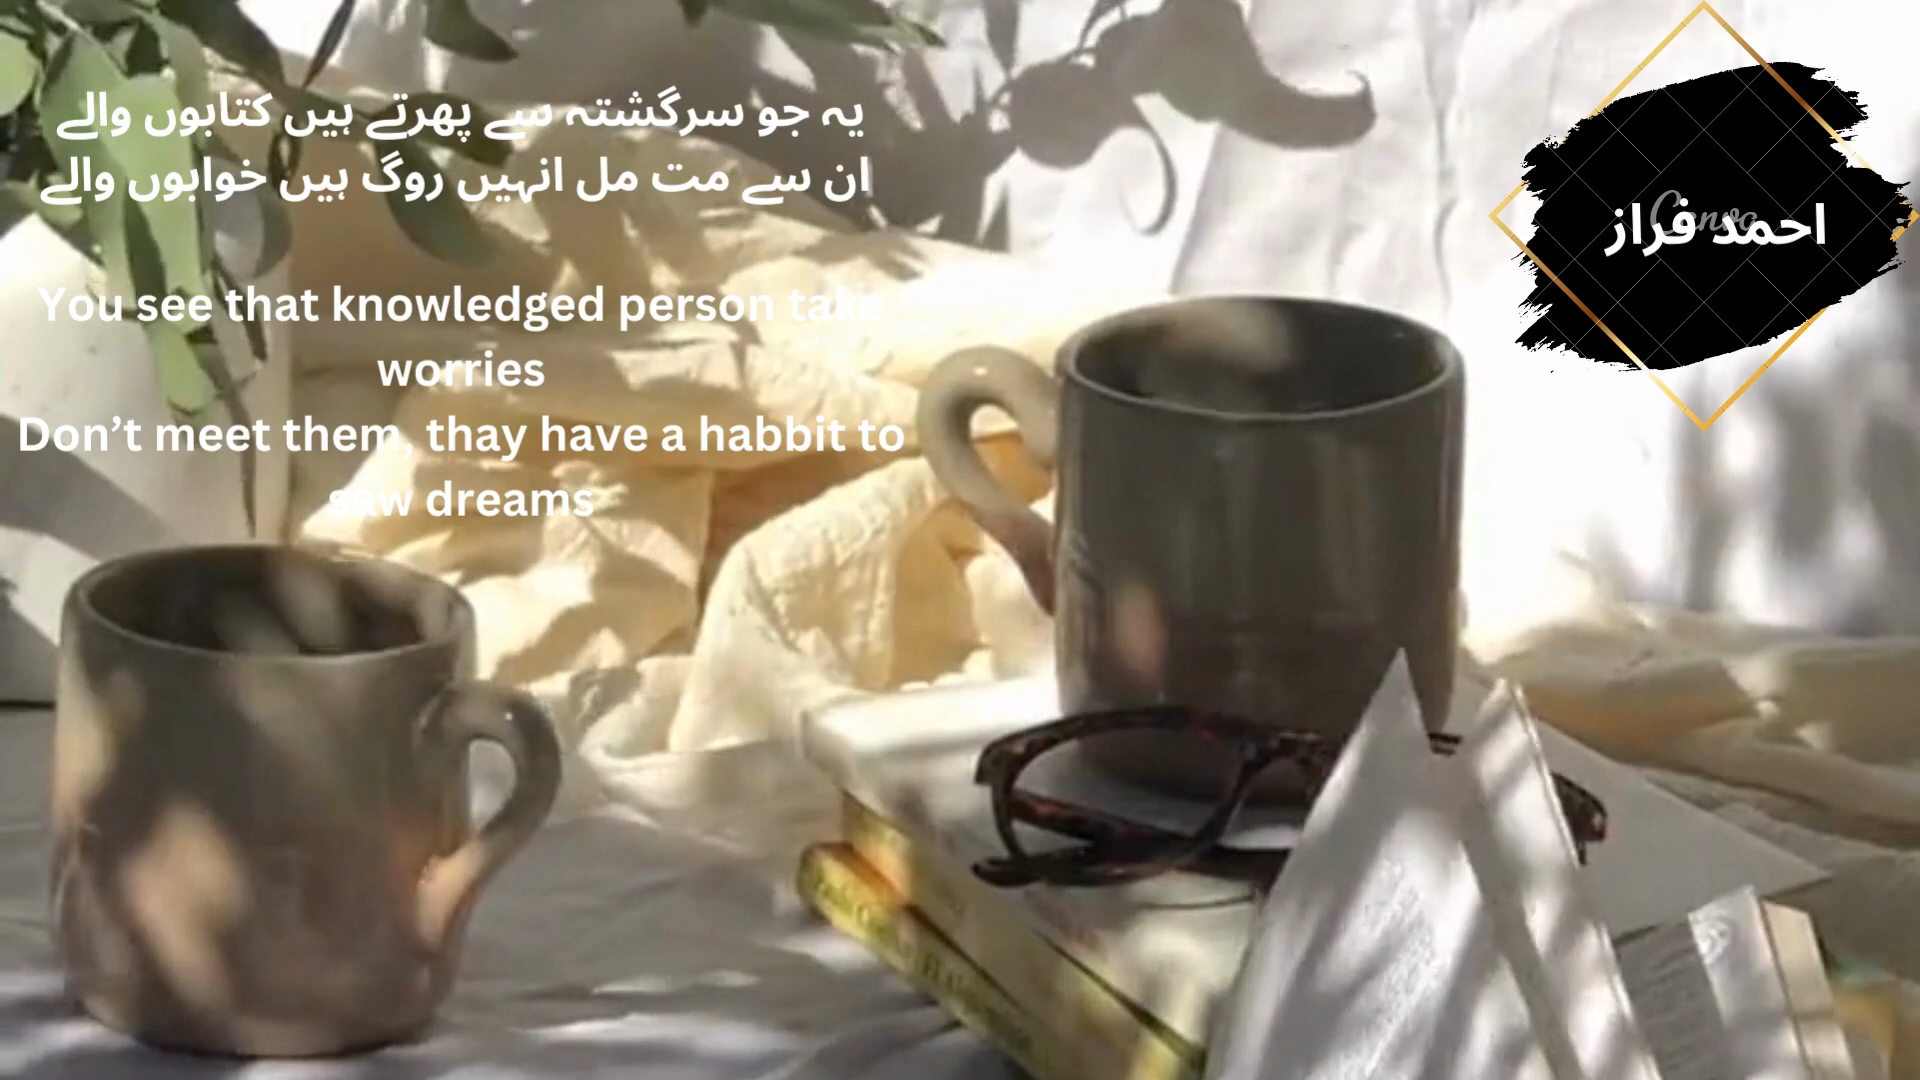 یہ جو سرگشتہ سے پھرتے ہیں کتابوں والے
ان سے مت مل انہیں روگ ہیں خوابوں والے
You see that knowledged person take
worries
Don’t meet them, thay have a habbit to
saw dreams
احمد فراز
Canva